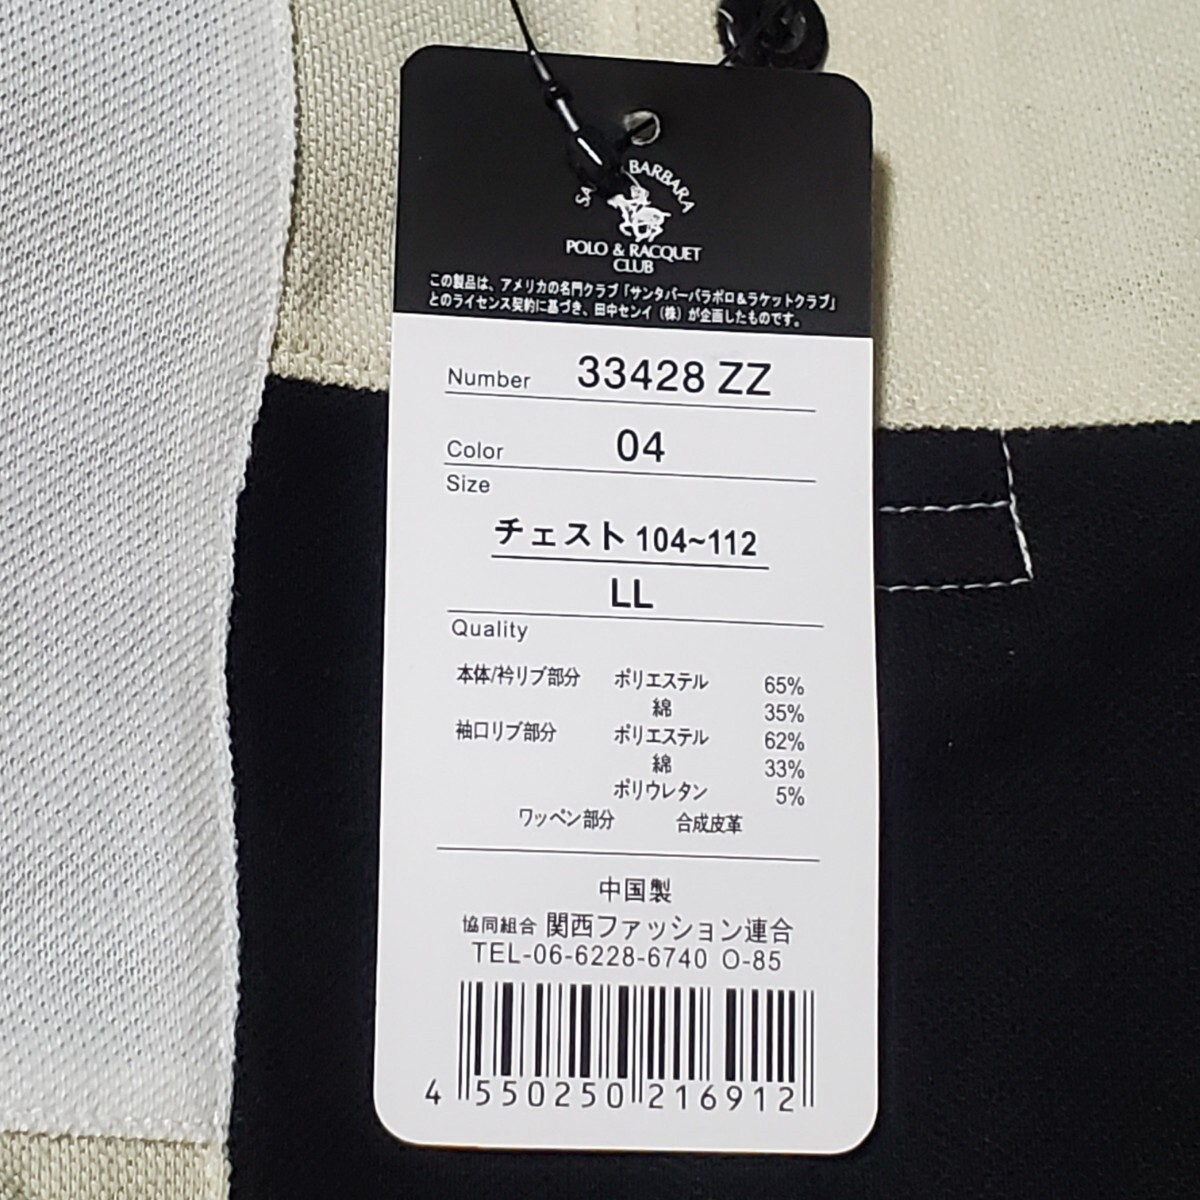 BARBARA
POLO & RACQUET
CLUB
この製品は、アメリカの名門クラブ「サンタバーバラポロ&ラケットクラブ」
とのライセンス契約に基づき、田中センイ(株)が企画したものです。
Number 33428 ZZ
Color 04
Size
チェスト 104~112
LL
Quality
本体/衿リブ部分 ポリエステル 65%
綿 35%
袖口リブ部分 ポリエステル 62%
綿 33%
ポリウレタン 5%
ワッペン部分 合成皮革
中国製
協同組合 関西ファッション連合
TEL-06-6228-6740 O-85
4 550250 216912